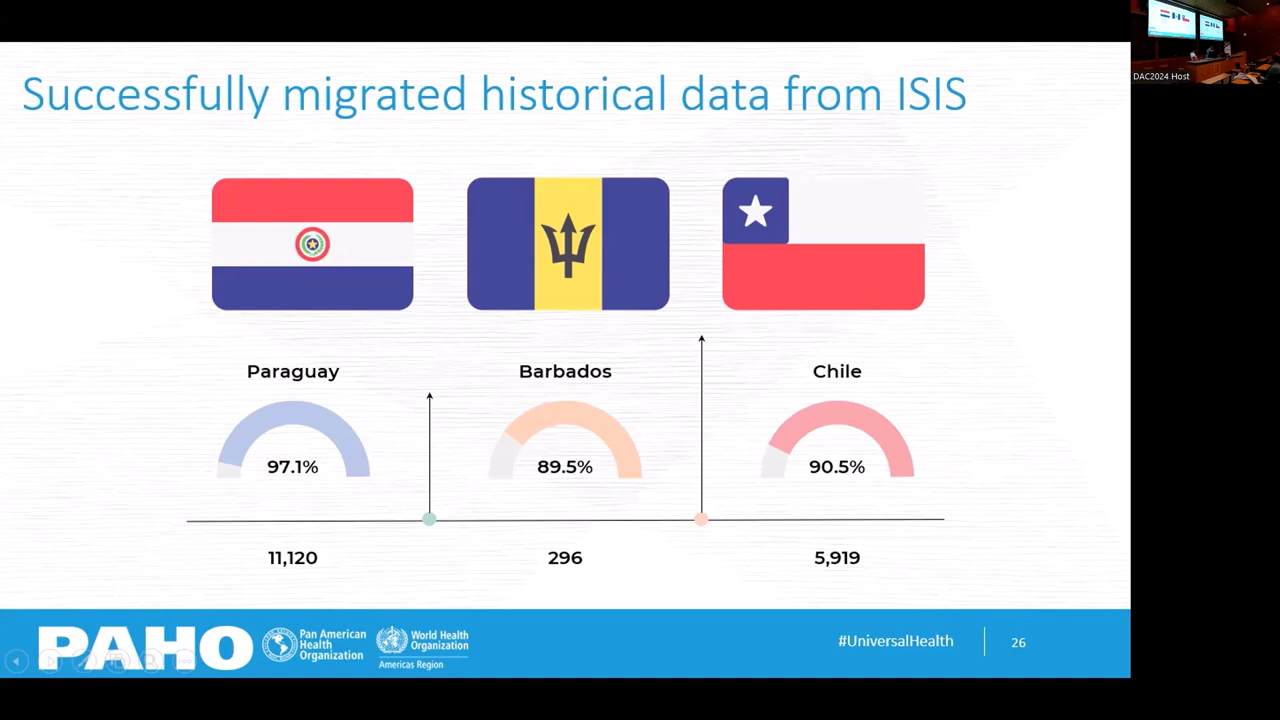 Successfully migrated historical data from ISIS
DAC2024 Host
Paraguay
Barbados
Chile
97.1%
89.5%
90.5%
11,120
296
5,919
PAHO
Pan American
Health
Organization
World Health
Organization
Americas Region
#UniversalHealth
26